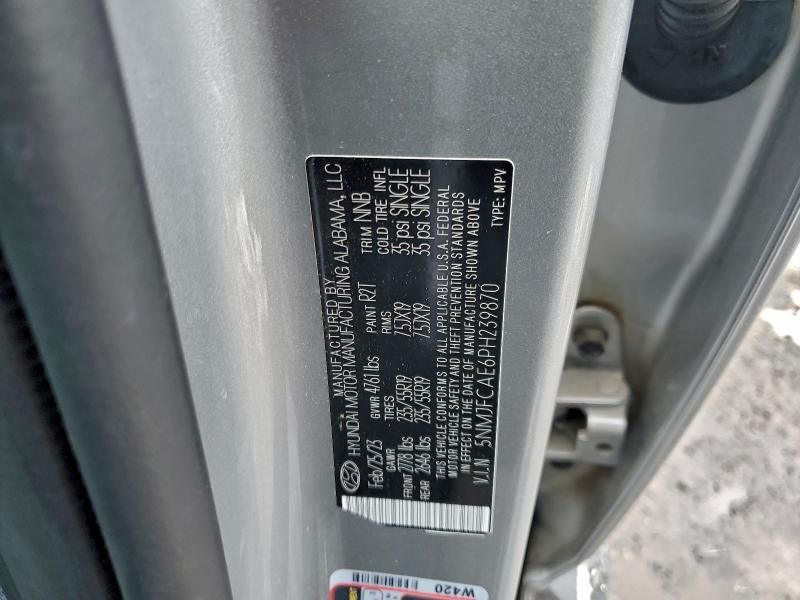 MANUFACTURED BY
HYUNDAI MOTOR MANUFACTURING ALABAMA, LLC
Feb/25/23 GVWR 4761 lbs PAINT R2T TRIM NNB
GAWR TIRES RIMS COLD TIRE INFL
FRONT 2778 lbs 235/55R19 7.5JX19 35 psi SINGLE
REAR 2646 lbs 235/55R19 7.5JX19 35 psi SINGLE
THIS VEHICLE CONFORMS TO ALL APPLICABLE U.S.A. FEDERAL
MOTOR VEHICLE SAFETY AND THEFT PREVENTION STANDARDS
IN EFFECT ON THE DATE OF MANUFACTURE SHOWN ABOVE
V.I.N 5NMJFCAE6PH239870 TYPE: MPV
W420
RH